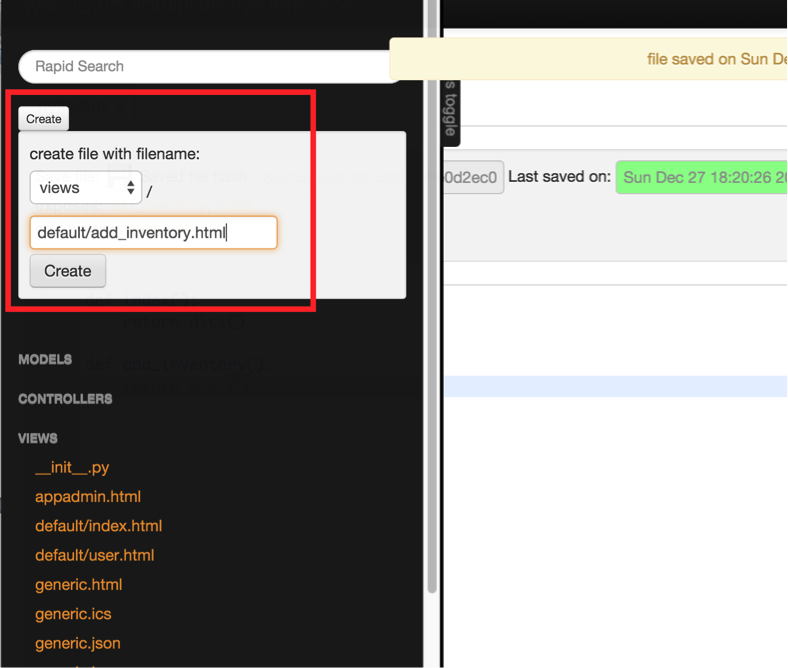 Rapid Search
file saved on Sun
s toggle
Create
create file with filename:
views /
0d2ec0 Last saved on: Sun Dec 27 18:20:26
default/add_inventory.html
Create
MODELS
def add_inventory():
CONTROLLERS
VIEWS
__init__.py
appadmin.html
default/index.html
default/user.html
generic.html
generic.ics
generic.json